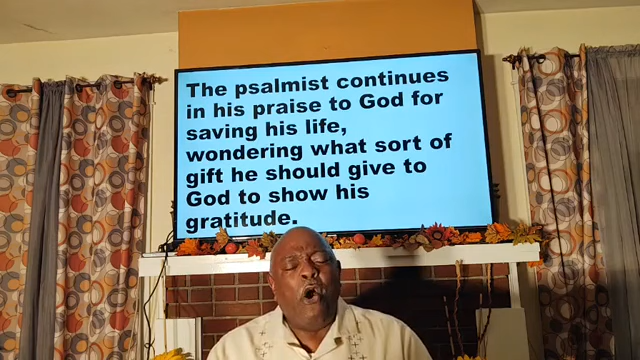 The psalmist continues
in his praise to God for
saving his life,
wondering what sort of
gift he should give to
God to show his
gratitude.